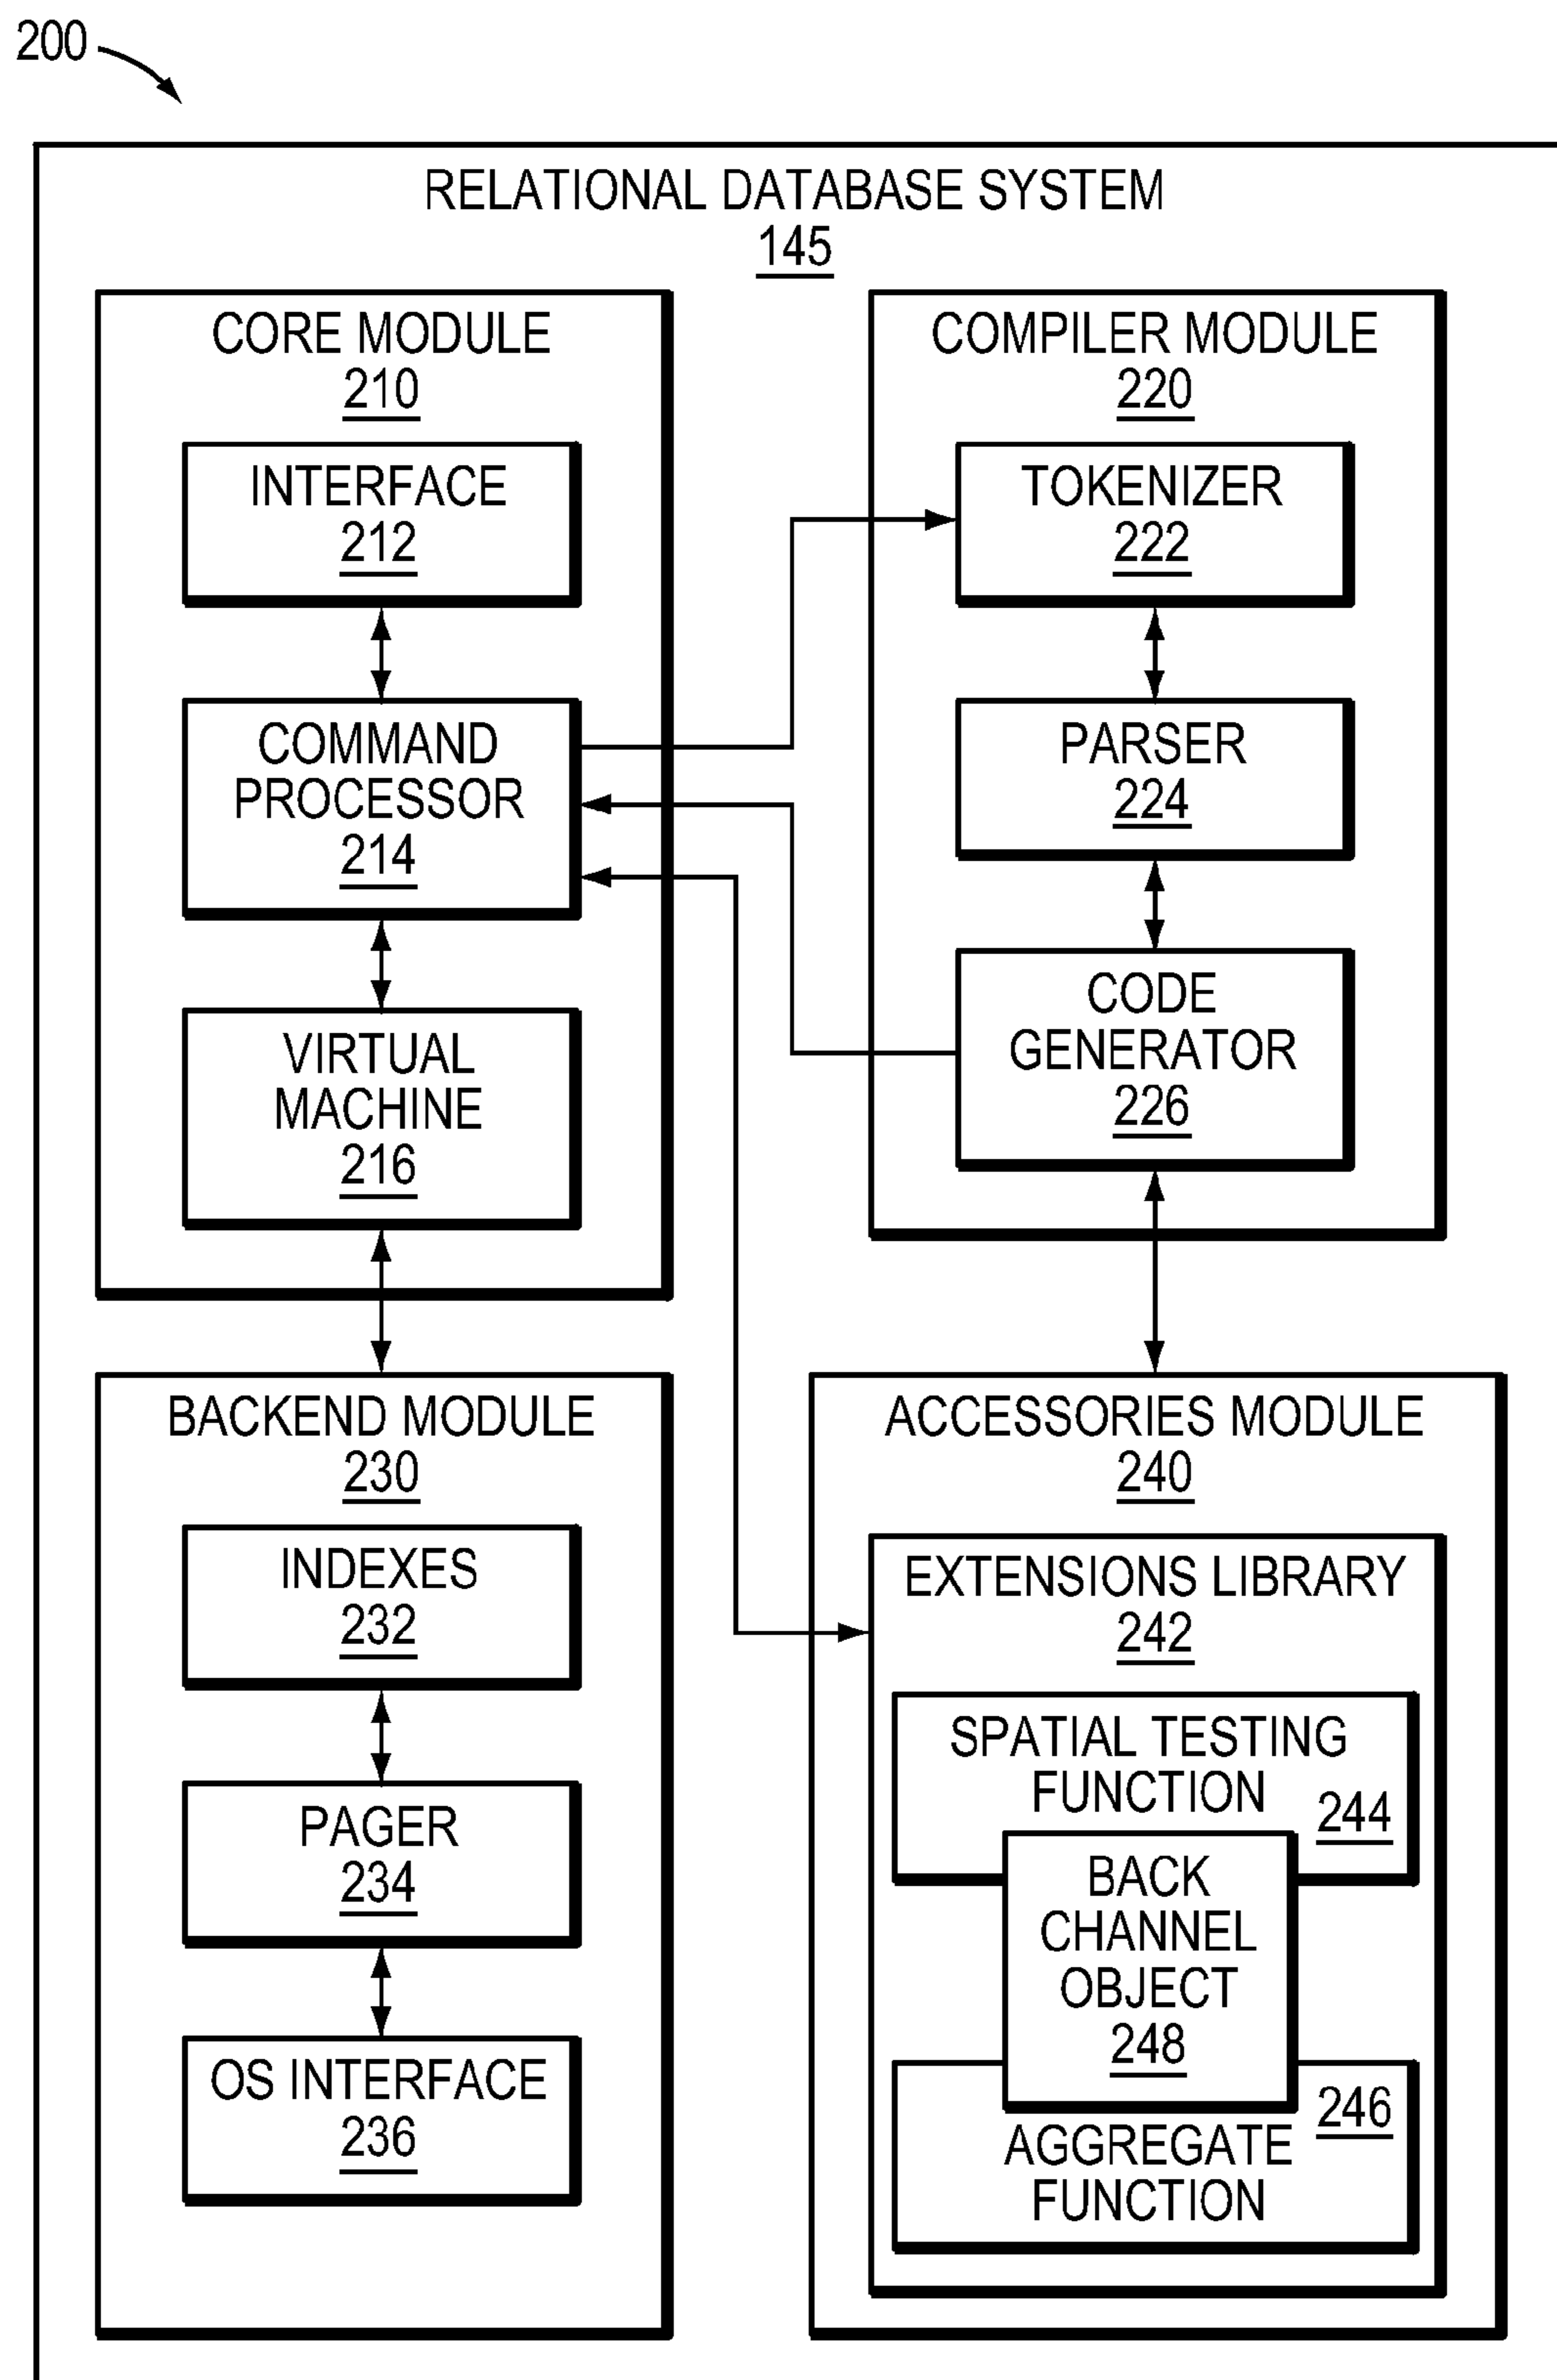 200
RELATIONAL DATABASE SYSTEM
145
CORE MODULE
210
INTERFACE
212
COMMAND
PROCESSOR
214
VIRTUAL
MACHINE
216
COMPILER MODULE
220
TOKENIZER
222
PARSER
224
CODE
GENERATOR
226
BACKEND MODULE
230
INDEXES
232
PAGER
234
OS INTERFACE
236
ACCESSORIES MODULE
240
EXTENSIONS LIBRARY
242
SPATIAL TESTING
FUNCTION
244
BACK
CHANNEL
OBJECT
248
246
AGGREGATE
FUNCTION